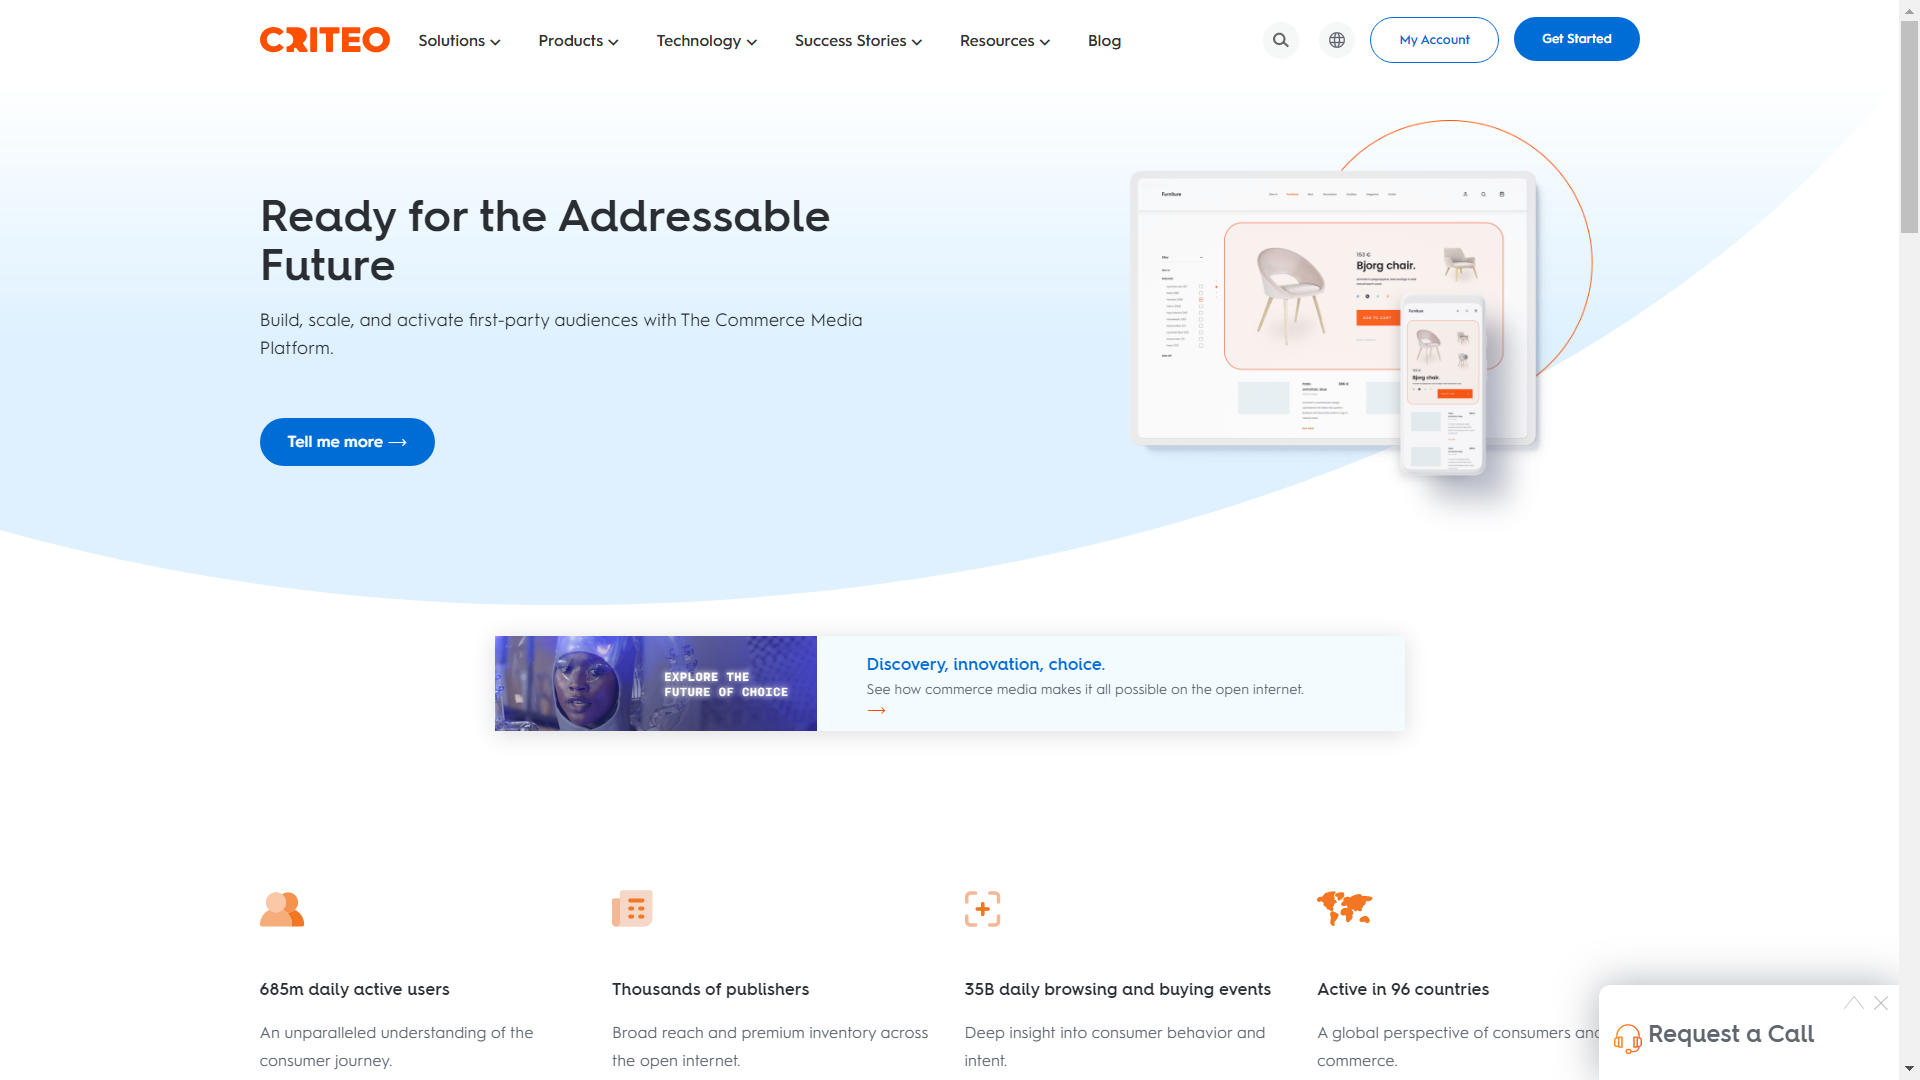 CRITEO
Solutions
Products
Technology
Success Stories
Resources
Blog
My Account
Get Started
Ready for the Addressable
Future
Build, scale, and activate first-party audiences with The Commerce Media
Platform.
Tell me more
Furniture
153 €
Bjorg chair.
ADD TO CART
Furniture
Bjorg chair.
EXPLORE THE
FUTURE OF CHOICE
Discovery, innovation, choice.
See how commerce media makes it all possible on the open internet.
685m daily active users
An unparalleled understanding of the
consumer journey.
Thousands of publishers
Broad reach and premium inventory across
the open internet.
35B daily browsing and buying events
Deep insight into consumer behavior and
intent.
Active in 96 countries
A global perspective of consumers
commerce.
Request a Call